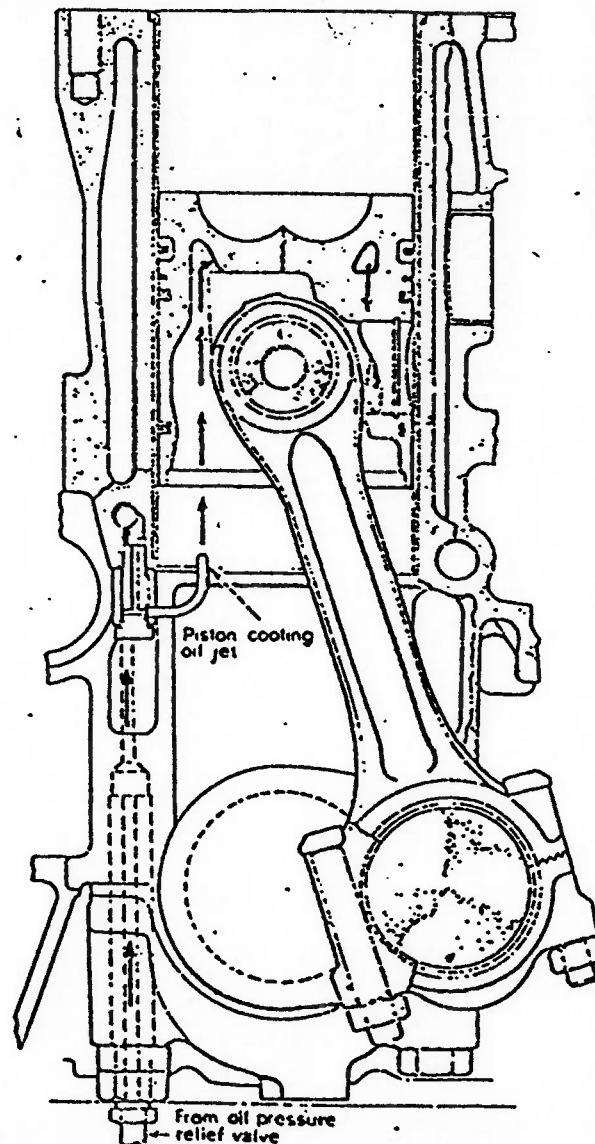 Piston cooling
oil jet
From oil pressure
relief valve